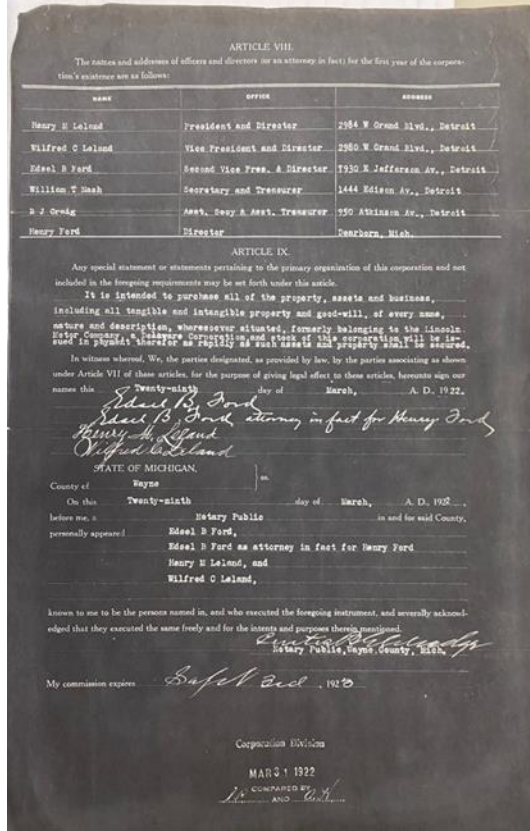 ARTICLE VIII.
The names and addresses of officers and directors (or an attorney in fact) for the first year of the corpora-
tion's existence are as follows:
NAME OFFICE ADDRESS
Henry M Leland President and Director 2984 W Grand Blvd., Detroit
Wilfred C Leland Vice President and Director 2980 W Grand Blvd., Detroit
Edsel B Ford Second Vice Pres. & Director 7930 E Jefferson Av., Detroit
William T Nash Secretary and Treasurer 1444 Edison Av., Detroit
B J Craig Asst. Secy & Asst. Treasurer 950 Atkinson Av., Detroit
Henry Ford Director Dearborn, Mich.
ARTICLE IX.
Any special statement or statements pertaining to the primary organization of this corporation and not
included in the foregoing requirements may be set forth under this article.
It is intended to purchase all of the property, assets and business,
including all tangible and intangible property and good-will, of every name,
nature and description, wheresoever situated, formerly belonging to the Lincoln
Motor Company, a Delaware Corporation, and stock of this corporation will be is-
sued in payment therefor as rapidly as such assets and property shall be secured.
In witness whereof, We, the parties designated, as provided by law, by the parties associating as shown
under Article VII of these articles, for the purpose of giving legal effect to these articles, hereunto sign our
names this Twenty-ninth day of March, A. D., 1922.
Edsel B. Ford
Edsel B. Ford attorney in fact for Henry Ford
Henry M. Leland
Wilfred C Leland
STATE OF MICHIGAN,
County of Wayne ss.
On this Twenty-ninth day of March, A. D., 1922
before me, a Notary Public in and for said County,
personally appeared Edsel B Ford,
Edsel B Ford as attorney in fact for Henry Ford
Henry M Leland, and
Wilfred C Leland,
known to me to be the persons named in, and who executed the foregoing instrument, and severally acknowl-
edged that they executed the same freely and for the intents and purposes therein mentioned.
Notary Public, Wayne County, Mich.
My commission expires 3rd, 1923
Corporation Division
MAR 31 1922
COMPARED BY
AND